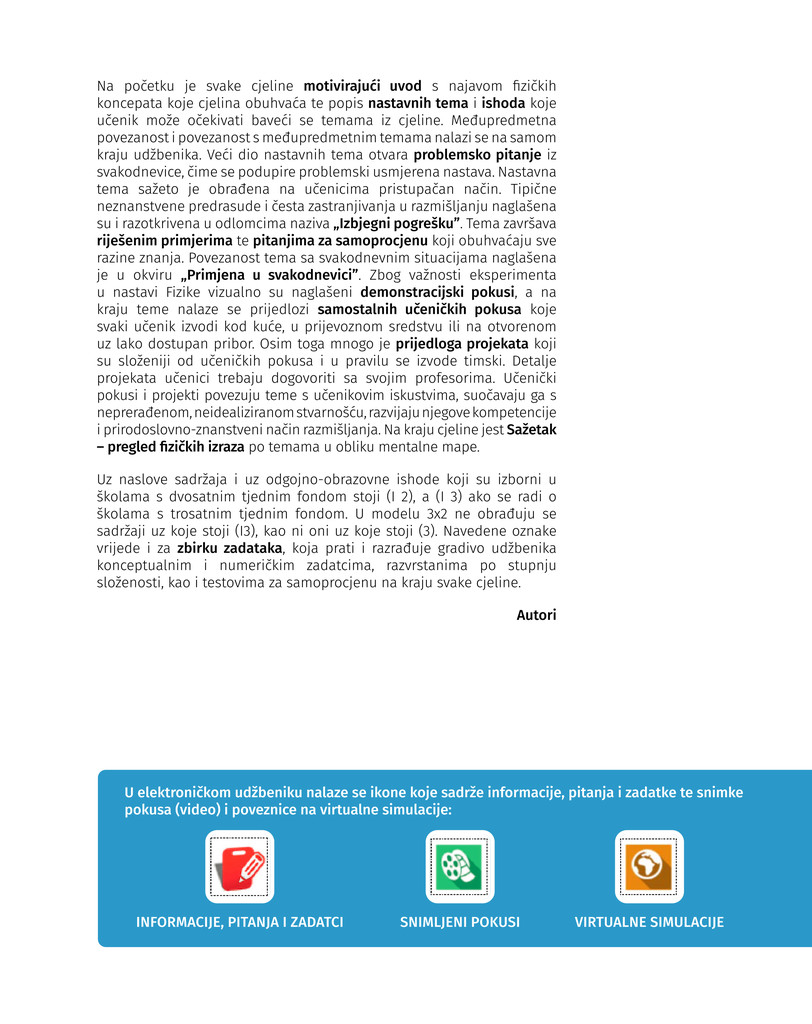 Na početku je svake cjeline motivirajući uvod s najavom fizičkih
koncepata koje cjelina obuhvaća te popis nastavnih tema i ishoda koje
učenik može očekivati baveći se temama iz cjeline. Međupredmetna
povezanost i povezanost s međupredmetnim temama nalazi se na samom
kraju udžbenika. Veći dio nastavnih tema otvara problemsko pitanje iz
svakodnevice, čime se podupire problemski usmjerena nastava. Nastavna
tema sažeto je obrađena na učenicima pristupačan način. Tipične
neznanstvene predrasude i česta zastranjivanja u razmišljanju naglašena
su i razotkrivena u odlomcima naziva „Izbjegni pogrešku”. Tema završava
riješenim primjerima te pitanjima za samoprocjenu koji obuhvaćaju sve
razine znanja. Povezanost tema sa svakodnevnim situacijama naglašena
je u okviru „Primjena u svakodnevici”. Zbog važnosti eksperimenta
u nastavi Fizike vizualno su naglašeni demonstracijski pokusi, a na
kraju teme nalaze se prijedlozi samostalnih učeničkih pokusa koje
svaki učenik izvodi kod kuće, u prijevoznom sredstvu ili na otvorenom
uz lako dostupan pribor. Osim toga mnogo je prijedloga projekata koji
su složeniji od učeničkih pokusa i u pravilu se izvode timski. Detalje
projekata učenici trebaju dogovoriti sa svojim profesorima. Učenički
pokusi i projekti povezuju teme s učenikovim iskustvima, suočavaju ga s
neprerađenom, neidealiziranom stvarnošću, razvijaju njegove kompetencije
i prirodoslovno-znanstveni način razmišljanja. Na kraju cjeline jest Sažetak
– pregled fizičkih izraza po temama u obliku mentalne mape.
Uz naslove sadržaja i uz odgojno-obrazovne ishode koji su izborni u
školama s dvosatnim tjednim fondom stoji (I 2), a (I 3) ako se radi o
školama s trosatnim tjednim fondom. U modelu 3x2 ne obrađuju se
sadržaji uz koje stoji (I3), kao ni oni uz koje stoji (3). Navedene oznake
vrijede i za zbirku zadataka, koja prati i razrađuje gradivo udžbenika
konceptualnim i numeričkim zadatcima, razvrstanima po stupnju
složenosti, kao i testovima za samoprocjenu na kraju svake cjeline.
Autori
U elektroničkom udžbeniku nalaze se ikone koje sadrže informacije, pitanja i zadatke te snimke
pokusa (video) i poveznice na virtualne simulacije:
INFORMACIJE, PITANJA I ZADATCI
SNIMLJENI POKUSI
VIRTUALNE SIMULACIJE